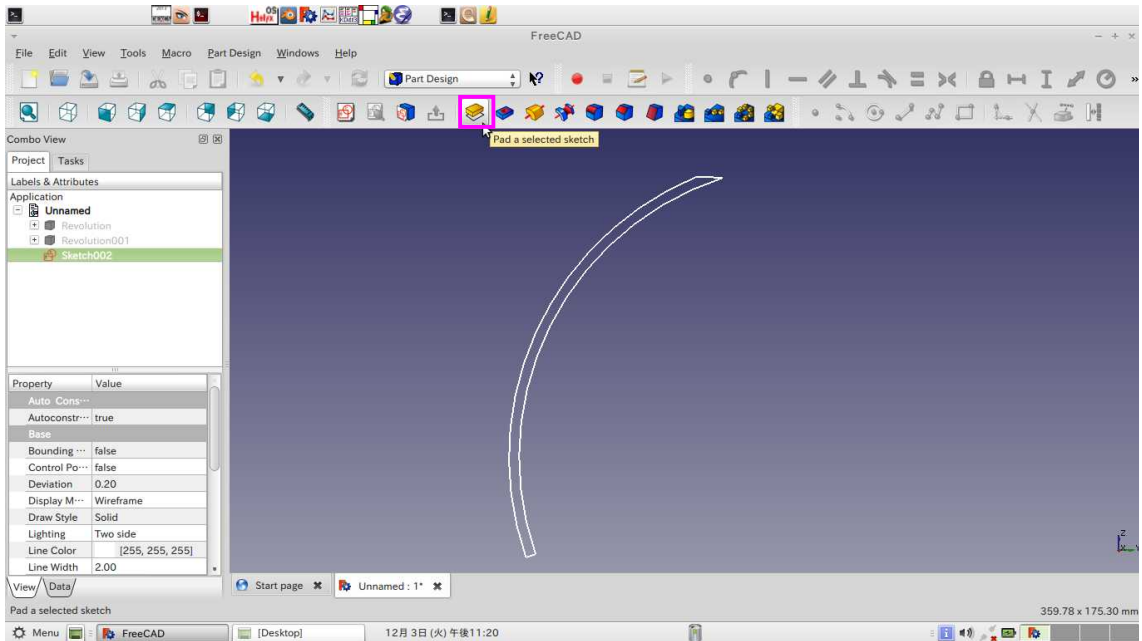 FreeCAD
File Edit View Tools Macro Part Design Windows Help
Part Design
Combo View
Pad a selected sketch
Project Tasks
Labels & Attributes
Application
Unnamed
Revolution
Revolution001
Sketch002
Property Value
Auto Cons⋯
Autoconstr⋯ true
Base
Bounding ⋯ false
Control Po⋯ false
Deviation 0.20
Display M⋯ Wireframe
Draw Style Solid
Lighting Two side
Line Color [255, 255, 255]
Line Width 2.00
Z
X
Y
View Data
Start page Unnamed : 1*
Pad a selected sketch
359.78 x 175.30 mm
Menu FreeCAD [Desktop] 12月 3日 (火) 午後11:20